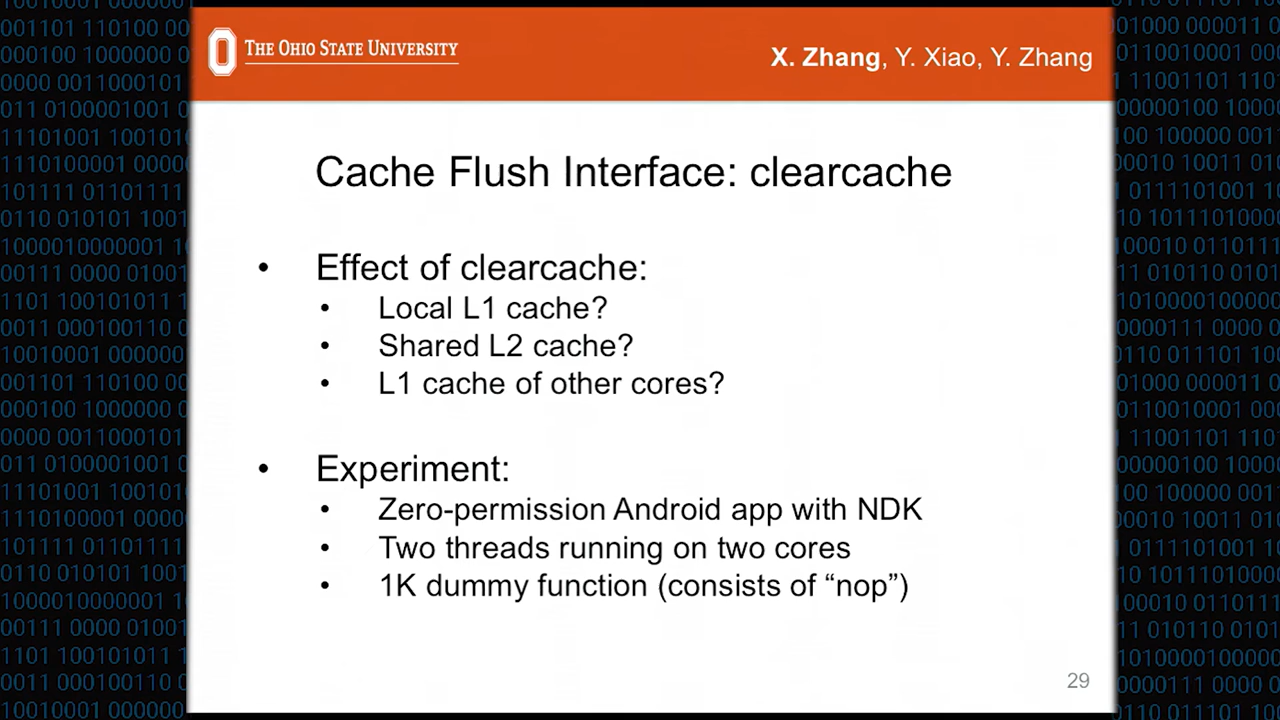 THE OHIO STATE UNIVERSITY
X. Zhang, Y. Xiao, Y. Zhang
Cache Flush Interface: clearcache
• Effect of clearcache:
• Local L1 cache?
• Shared L2 cache?
• L1 cache of other cores?
• Experiment:
• Zero-permission Android app with NDK
• Two threads running on two cores
• 1K dummy function (consists of “nop”)
29